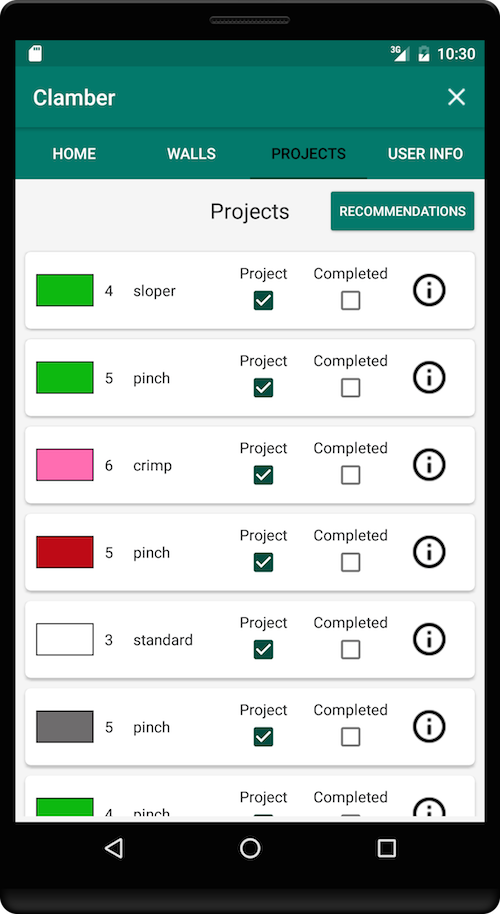 3G 10:30
Clamber
HOME WALLS PROJECTS USER INFO
Projects RECOMMENDATIONS
Project Completed
4 sloper
Project Completed
5 pinch
Project Completed
6 crimp
Project Completed
5 pinch
Project Completed
3 standard
Project Completed
5 pinch
Project Completed
4 pinch